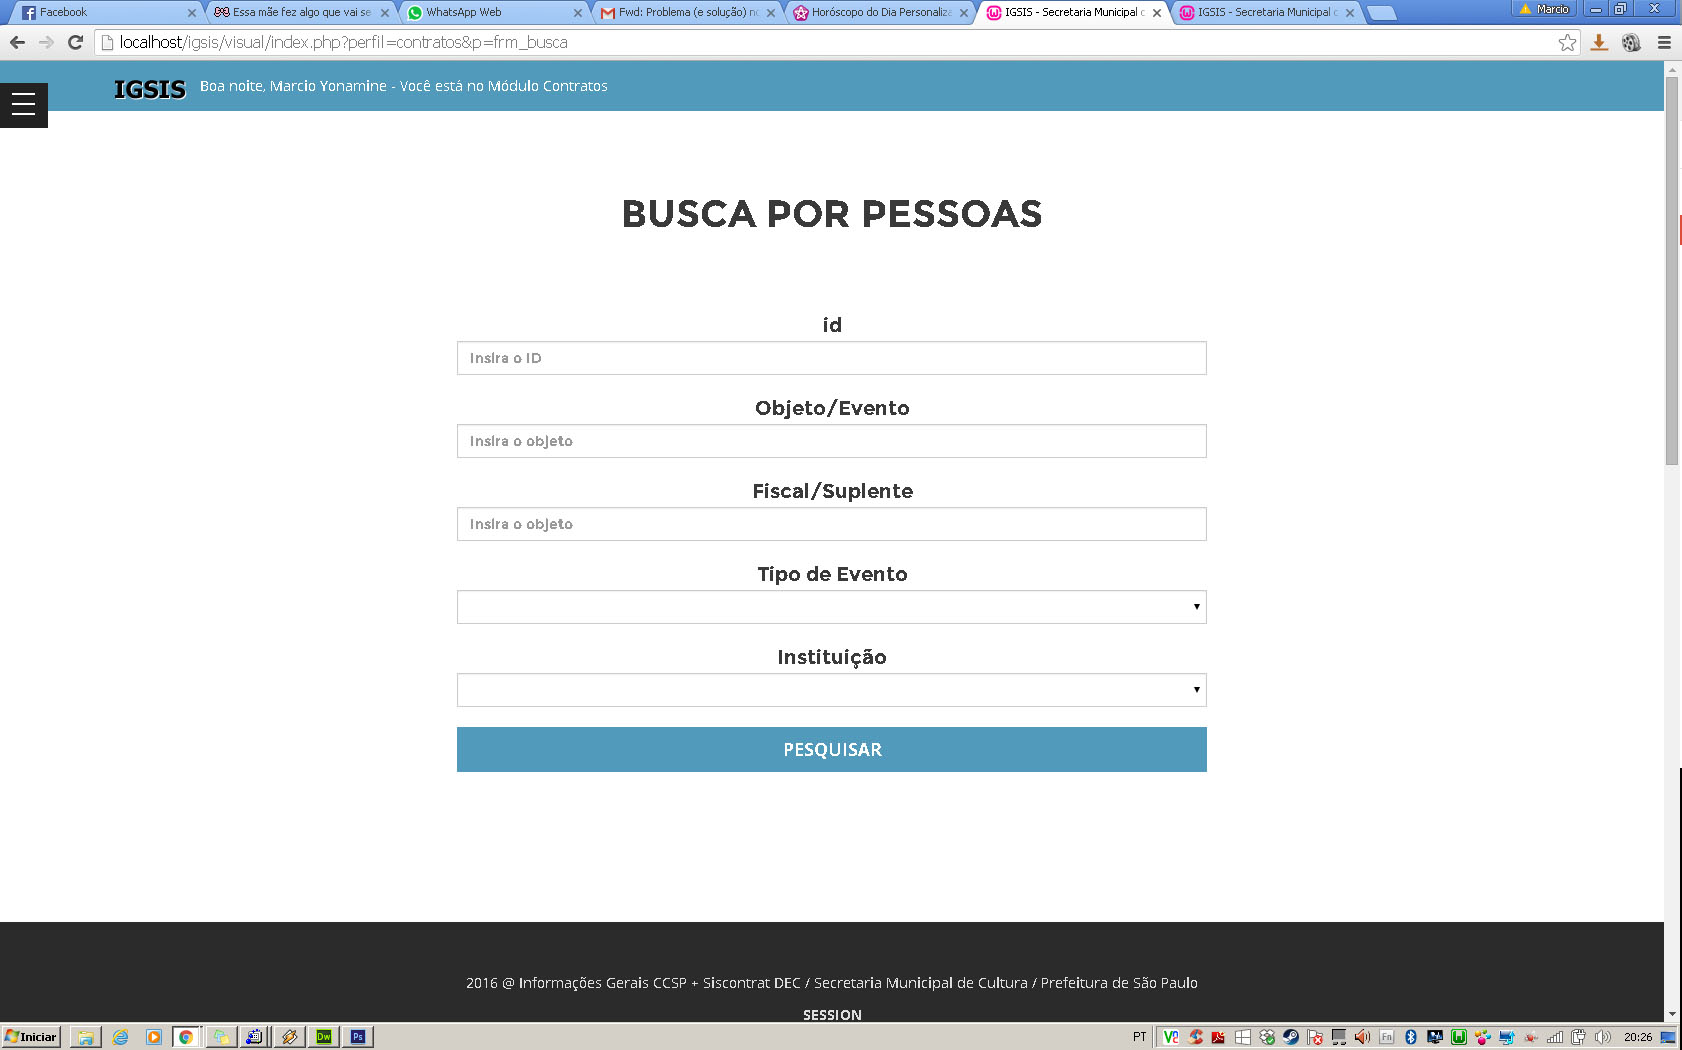 Facebook
Essa mãe fez algo que vai se
WhatsApp Web
Fwd: Problema (e solução) ne
Horóscopo do Dia Personaliza
IGSIS - Secretaria Municipal c
IGSIS - Secretaria Municipal c
Marcio
localhost/igsis/visual/index.php?perfil=contratos&p=frm_busca
IGSIS
Boa noite, Marcio Yonamine - Você está no Módulo Contratos
BUSCA POR PESSOAS
id
Insira o ID
Objeto/Evento
Insira o objeto
Fiscal/Suplente
Insira o objeto
Tipo de Evento
Instituição
PESQUISAR
2016 @ Informações Gerais CCSP + Siscontrat DEC / Secretaria Municipal de Cultura / Prefeitura de São Paulo
SESSION
Iniciar
Dw
Ps
PT
Fn
20:26